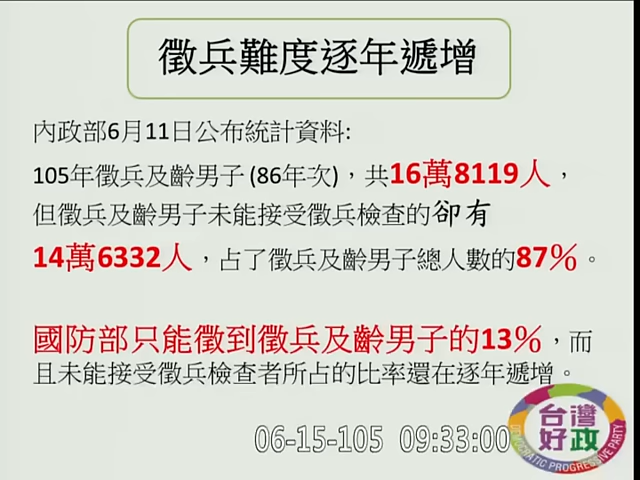 徵兵難度逐年遞增
內政部6月11日公布統計資料:
105年徵兵及齡男子 (86年次)，共16萬8119人，
但徵兵及齡男子未能接受徵兵檢查的卻有
14萬6332人，占了徵兵及齡男子總人數的87%。
國防部只能徵到徵兵及齡男子的13%，而
且未能接受徵兵檢查者所占的比率還在逐年遞增。
台灣
好政
DEMOCRATIC PROGRESSIVE PARTY
06-15-105 09:33:00